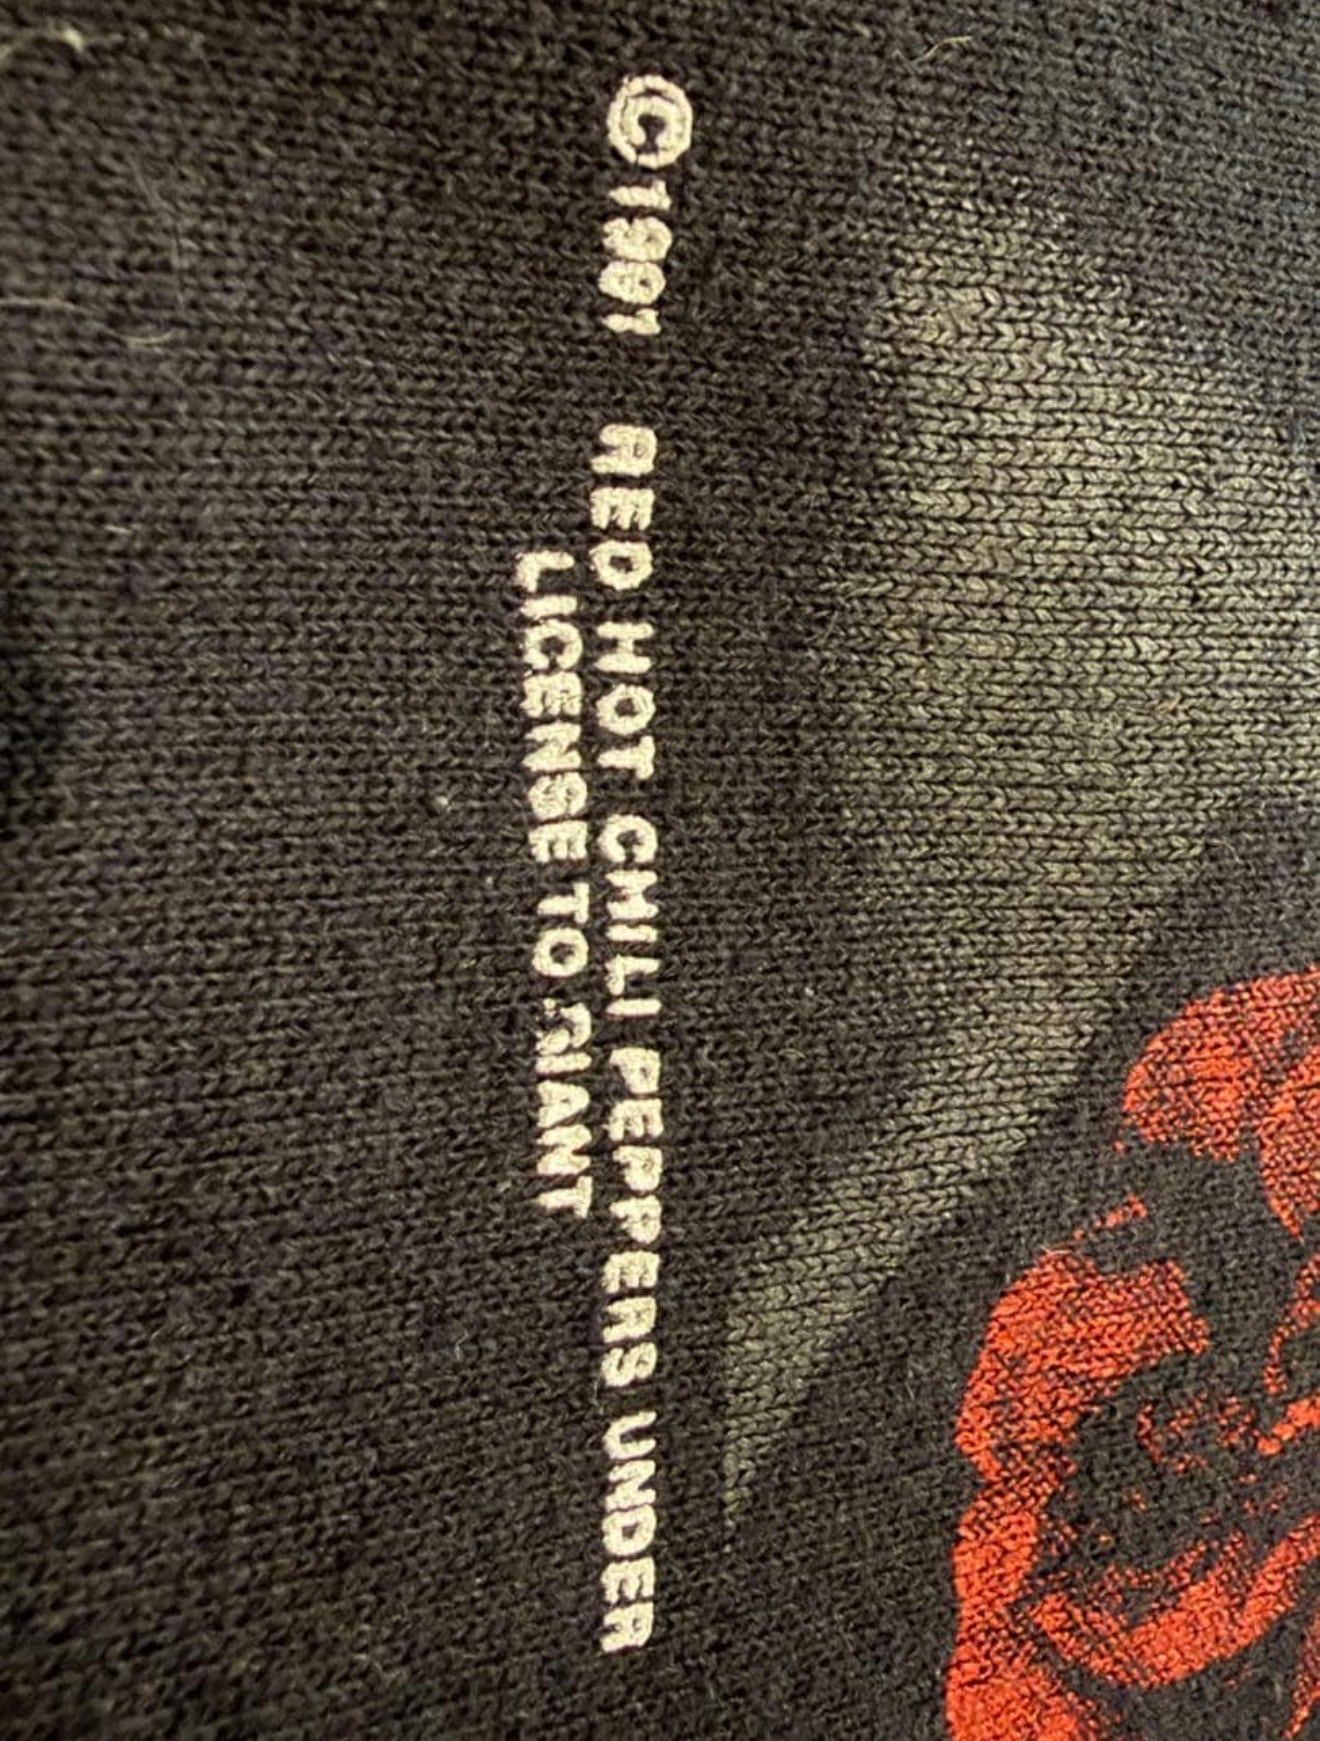 © 1991 RED HOT CHILI PEPPERS UNDER
LICENSE TO GIANT